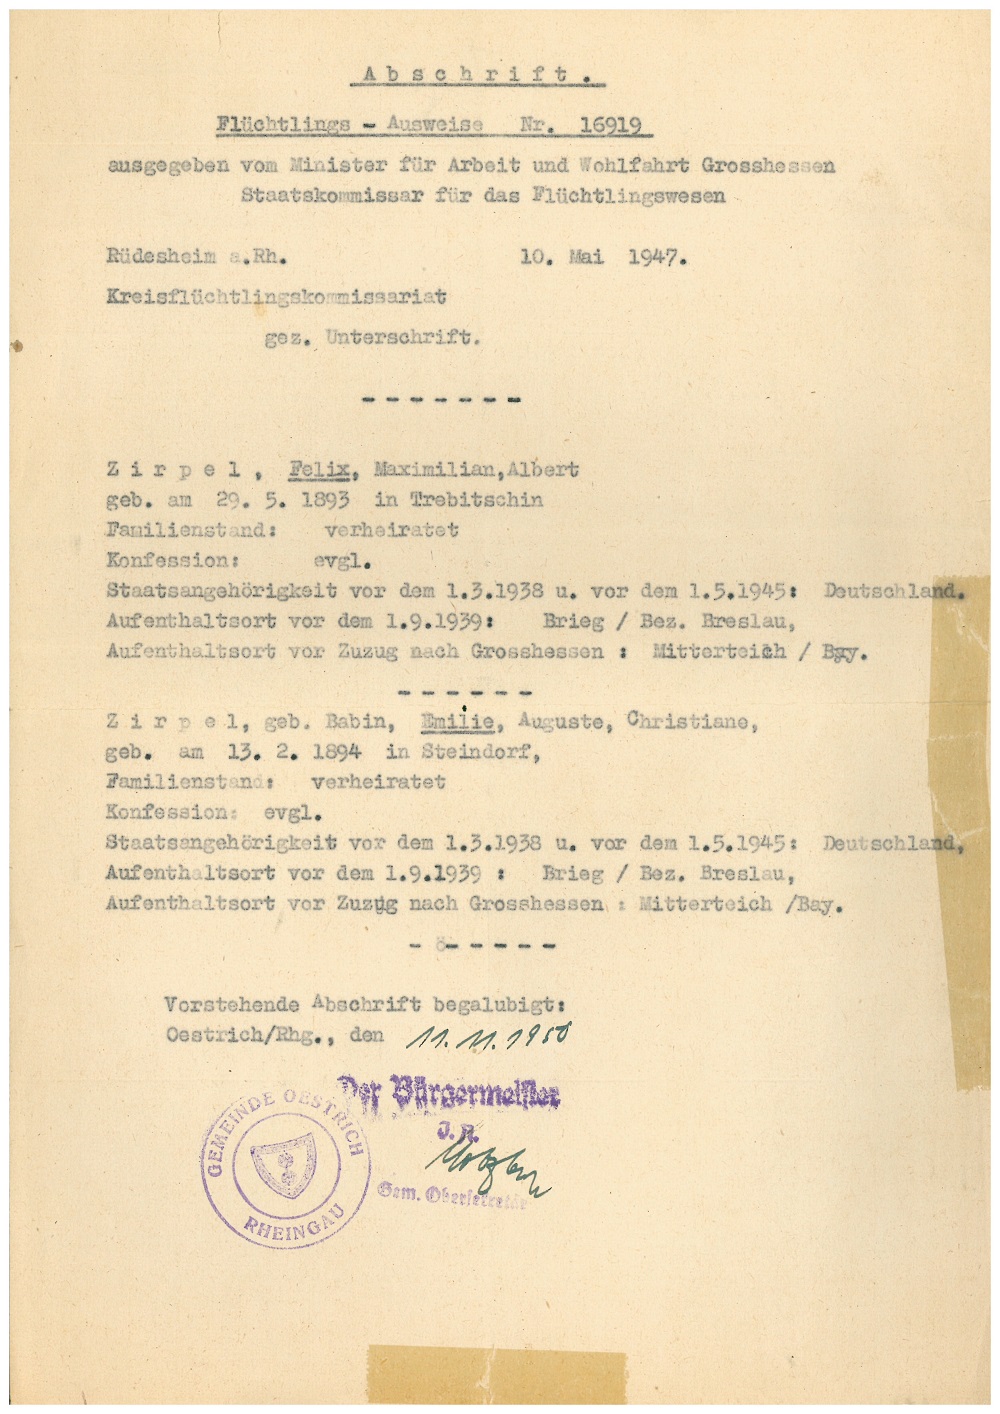 A b s c h r i f t .
Flüchtlings - Ausweise Nr. 16919
ausgegeben vom Minister für Arbeit und Wohlfahrt Grosshessen
Staatskommissar für das Flüchtlingswesen
Rüdesheim a.Rh. 10. Mai 1947.
Kreisflüchtlingskommissariat
gez. Unterschrift.
- - - - - - -
Z i r p e l , Felix, Maximilian,Albert
geb. am 29. 5. 1893 in Trebitschin
Familienstand: verheiratet
Konfession: evgl.
Staatsangehörigkeit vor dem 1.3.1938 u. vor dem 1.5.1945: Deutschland.
Aufenthaltsort vor dem 1.9.1939: Brieg / Bez. Breslau,
Aufenthaltsort vor Zuzug nach Grosshessen : Mitterteich / Bay.
- - - - - -
Z i r p e l, geb. Babin, Emilie, Auguste, Christiane,
geb. am 13. 2. 1894 in Steindorf,
Familienstand: verheiratet
Konfession: evgl.
Staatsangehörigkeit vor dem 1.3.1938 u. vor dem 1.5.1945: Deutschland,
Aufenthaltsort vor dem 1.9.1939 : Brieg / Bez. Breslau,
Aufenthaltsort vor Zuzug nach Grosshessen : Mitterteich /Bay.
- ö- - - - -
Vorstehende Abschrift begalubigt:
Oestrich/Rhg., den 11.11.1950
Der Bürgermeister
J. A.
Gem. Obersekretär
GEMEINDE OESTRICH
RHEINGAU